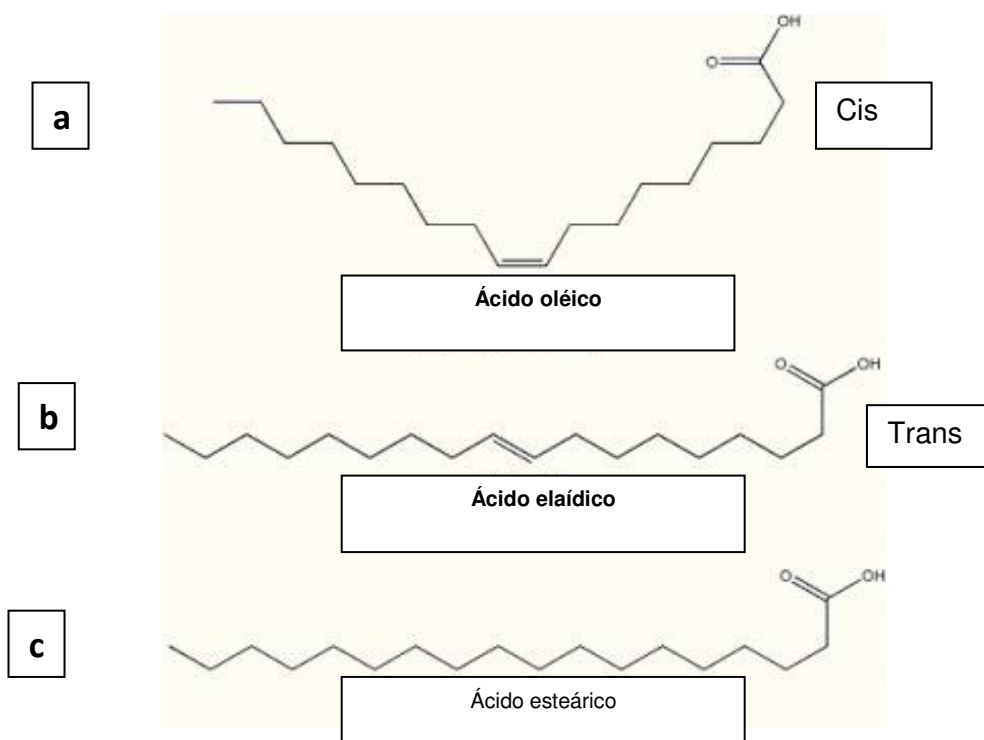 OH
O
a
Cis
Ácido oléico
O
OH
b
Trans
Ácido elaídico
O
OH
c
Ácido esteárico